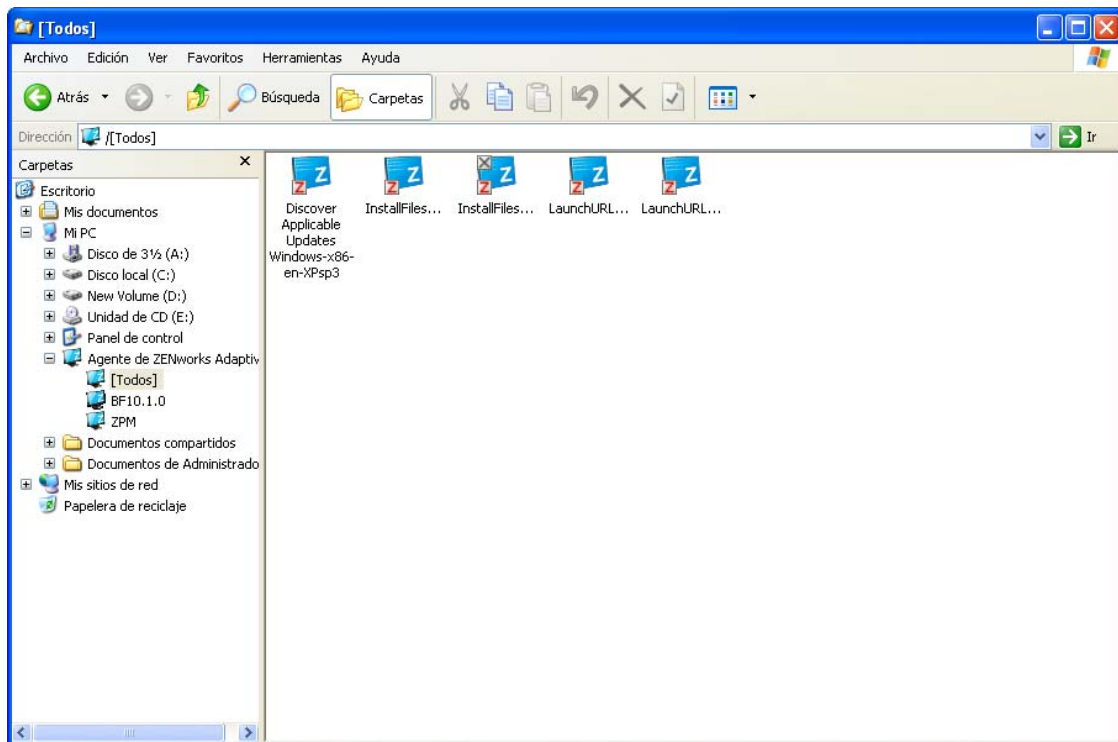 [Todos]
Archivo Edición Ver Favoritos Herramientas Ayuda
Atrás Búsqueda Carpetas
Dirección /[Todos] Ir
Carpetas
Escritorio
Mis documentos
Mi PC
Disco de 3½ (A:)
Disco local (C:)
New Volume (D:)
Unidad de CD (E:)
Panel de control
Agente de ZENworks Adaptiv
[Todos]
BF10.1.0
ZPM
Documentos compartidos
Documentos de Administrado
Mis sitios de red
Papelera de reciclaje
Discover
Applicable
Updates
Windows-x86-
en-XPsp3
InstallFiles...
InstallFiles...
LaunchURL...
LaunchURL...